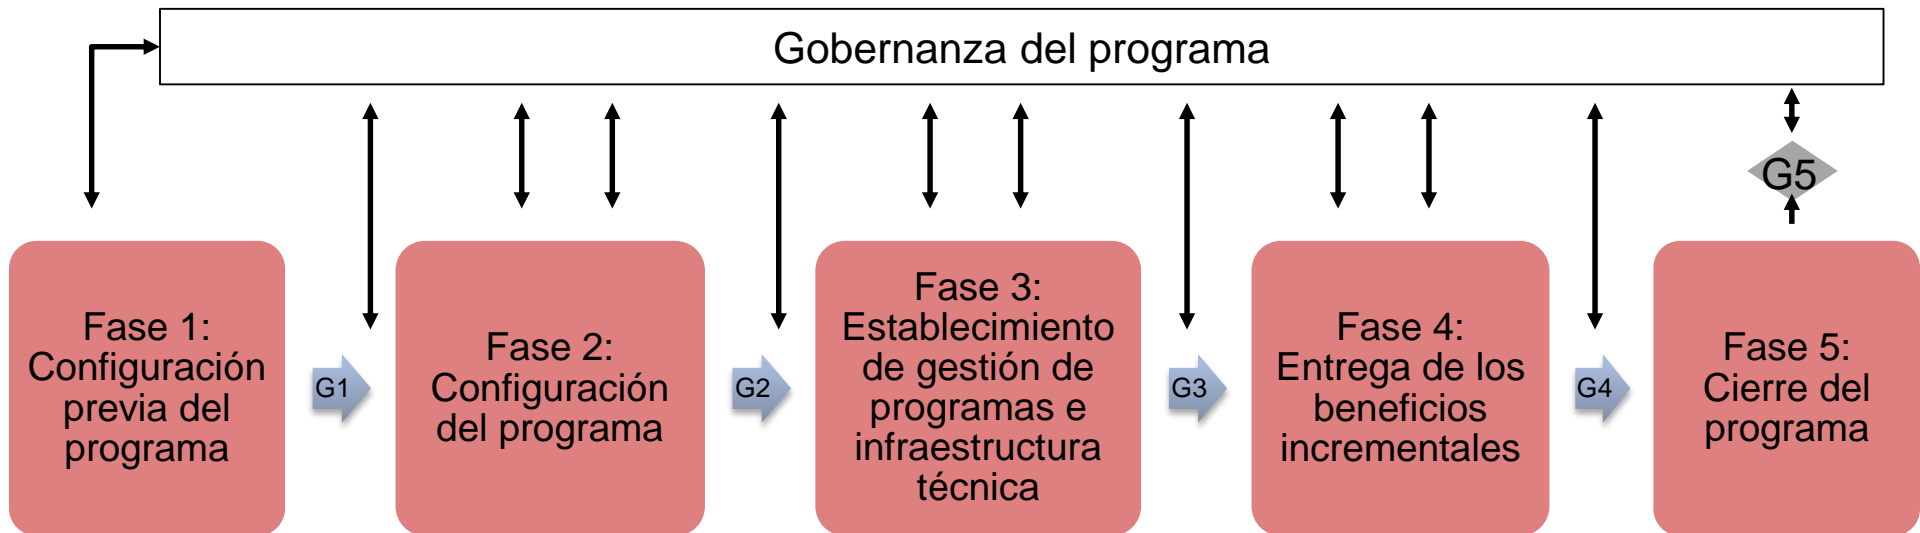 Gobernanza del programa
G5
Fase 1:
Configuración
previa del
programa
G1
Fase 2:
Configuración
del programa
G2
Fase 3:
Establecimiento
de gestión de
programas e
infraestructura
técnica
G3
Fase 4:
Entrega de los
beneficios
incrementales
G4
Fase 5:
Cierre del
programa